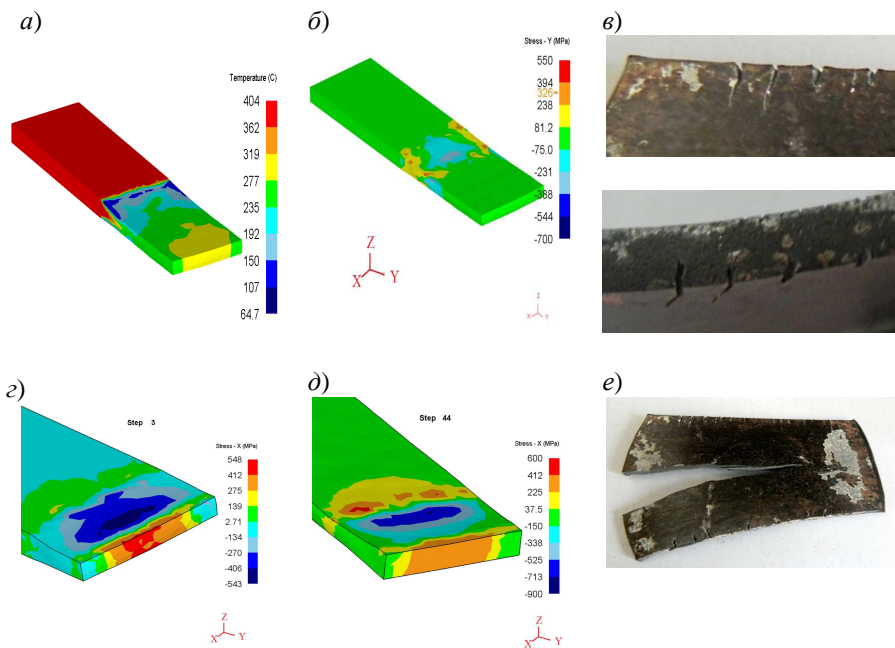 а)
Temperature (C)
404
362
319
277
235
192
150
107
64.7
б)
Stress - Y (MPa)
550
394
326
238
81.2
-75.0
-231
-388
-544
-700
Z
X
Y
Z
X
Y
в)
г)
Step 3
Stress - X (MPa)
548
412
275
139
2.71
-134
-270
-406
-543
Z
X
Y
д)
Step 44
Stress - X (MPa)
600
412
225
37.5
-150
-338
-525
-713
-900
Z
X
Y
е)